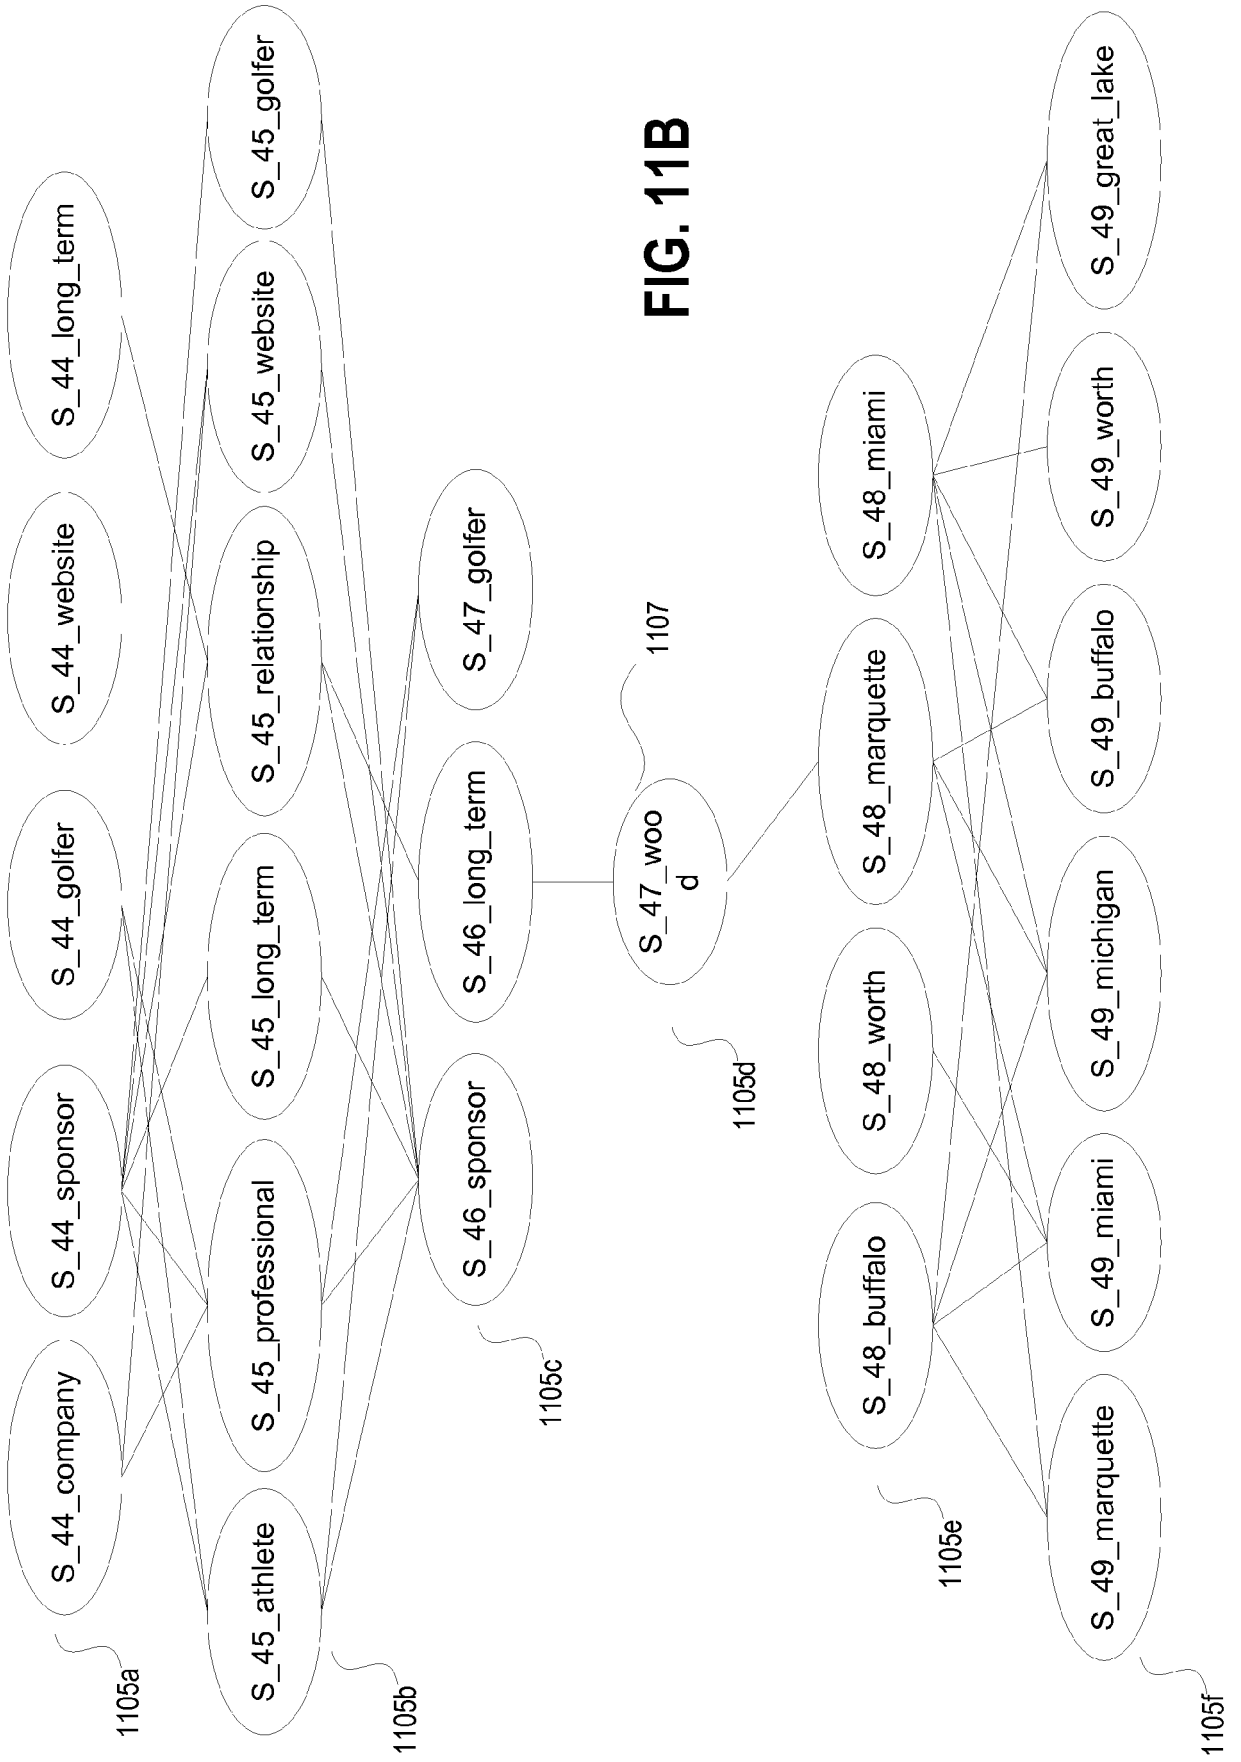 S_44_company
S_44_sponsor
S_44_golfer
S_44_website
S_44_long_term
1105a
S_45_athlete
S_45_professional
S_45_long_term
S_45_relationship
S_45_website
S_45_golfer
1105b
S_46_sponsor
S_46_long_term
S_47_golfer
1105c
S_47_woo
d
1107
1105d
FIG. 11B
S_48_buffalo
S_48_worth
S_48_marquette
S_48_miami
1105e
S_49_marquette
S_49_miami
S_49_michigan
S_49_buffalo
S_49_worth
S_49_great_lake
1105f